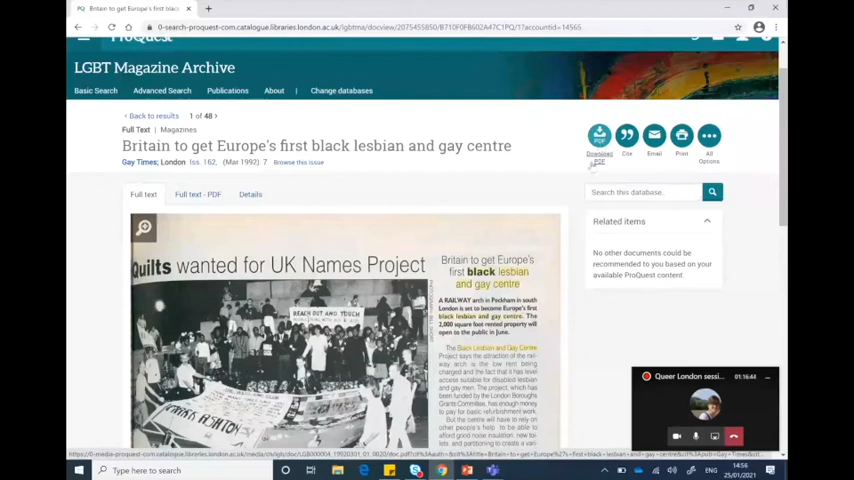 Britain to get Europe's first blac
0-search-proquest-com.catalogue.libraries.london.ac.uk/lgbtma/docview/2075455850/B710F0FB602A47C1PQ/1?accountid=14565
ProQuest
LGBT Magazine Archive
Basic Search Advanced Search Publications About | Change databases
‹ Back to results 1 of 48 ›
Full Text | Magazines
Britain to get Europe's first black lesbian and gay centre
Gay Times; London Iss. 162, (Mar 1992) 7. Browse this issue
PDF
Download PDF
Cite
Email
Print
All Options
Full text Full text - PDF Details
Search this database..
Related items
No other documents could be
recommended to you based on your
available ProQuest content.
Quilts wanted for UK Names Project
REACH OUT AND TOUCH
Britain to get Europe's
first black lesbian
and gay centre
A RAILWAY arch in Peckham in south
London is set to become Europe's first
black lesbian and gay centre. The
2,000 square foot rented property will
open to the public in June.
The Black Lesbian and Gay Centre
Project says the attraction of the rail-
way arch is the low rent being
charged and the fact that it has level
access suitable for disabled lesbian
and gay men. The project, which has
been funded by the London Boroughs
Grants Committee, has enough money
to pay for basic refurbishment work.
But the centre will have to rely on
other people's help to be able to
afford good noise insulation, new toi-
lets, and partitioning to create a vari-
Queer London sessi...
01:16:44
Type here to search
ENG
14:56
25/01/2021